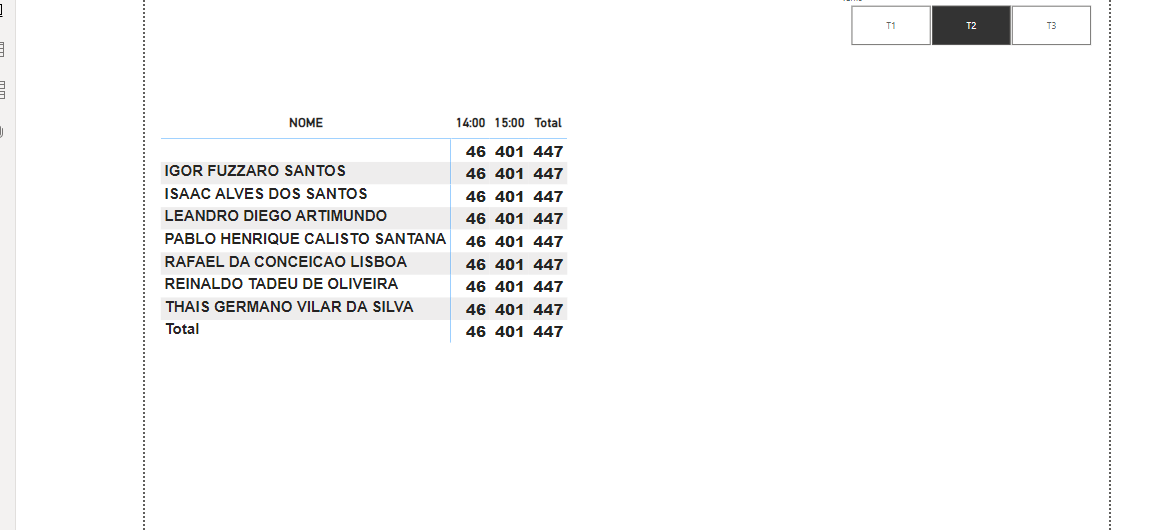 T1 T2 T3
NOME 14:00 15:00 Total
46 401 447
IGOR FUZZARO SANTOS 46 401 447
ISAAC ALVES DOS SANTOS 46 401 447
LEANDRO DIEGO ARTIMUNDO 46 401 447
PABLO HENRIQUE CALISTO SANTANA 46 401 447
RAFAEL DA CONCEICAO LISBOA 46 401 447
REINALDO TADEU DE OLIVEIRA 46 401 447
THAIS GERMANO VILAR DA SILVA 46 401 447
Total 46 401 447